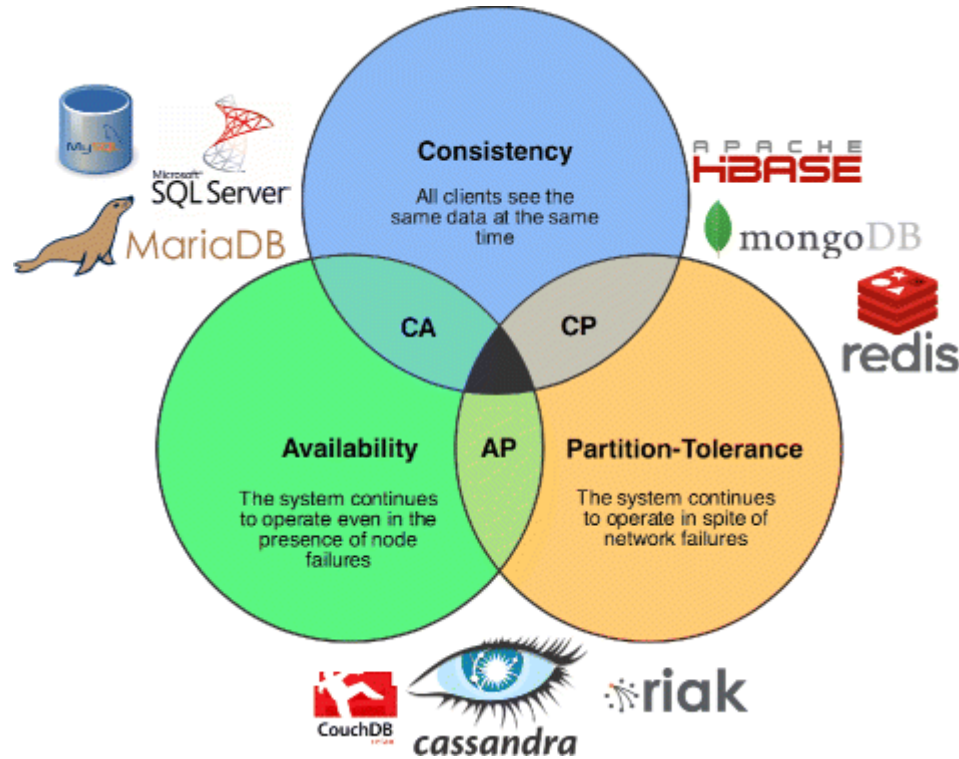 Consistency
All clients see the
same data at the same
time
MySQL
Microsoft®
SQL Server
MariaDB
APACHE
HBASE
mongoDB
redis
CA
CP
Availability
The system continues
to operate even in the
presence of node
failures
AP
Partition-Tolerance
The system continues
to operate in spite of
network failures
CouchDB
cassandra
riak